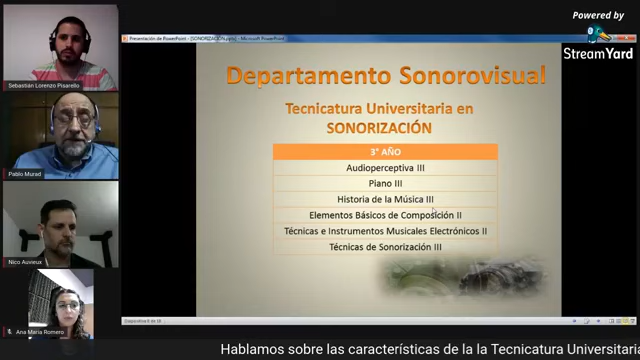 Powered by
StreamYard
Sebastian Lorenzo Pisarello
Pablo Murad
Nico Auvieux
Ana Maria Romero
Presentación de PowerPoint - [SONORIZACIÓN.pptx] - Microsoft PowerPoint
Departamento Sonorovisual
Tecnicatura Universitaria en
SONORIZACIÓN
3° AÑO
Audioperceptiva III
Piano III
Historia de la Música III
Elementos Básicos de Composición II
Técnicas e Instrumentos Musicales Electrónicos II
Técnicas de Sonorización III
Hablamos sobre las características de la la Tecnicatura Universitaria